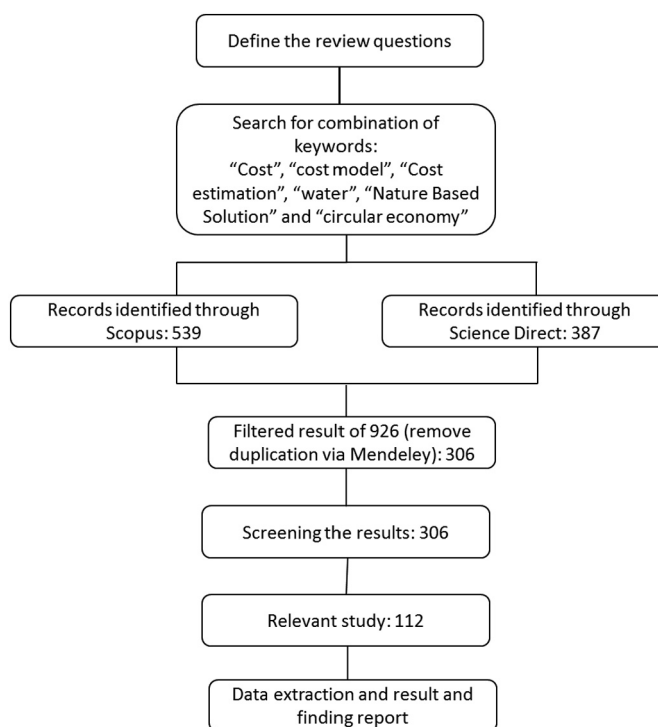 Define the review questions
Search for combination of
keywords:
“Cost”, “cost model”, “Cost
estimation”, “water”, “Nature Based
Solution” and “circular economy”
Records identified through
Scopus: 539
Records identified through
Science Direct: 387
Filtered result of 926 (remove
duplication via Mendeley): 306
Screening the results: 306
Relevant study: 112
Data extraction and result and
finding report